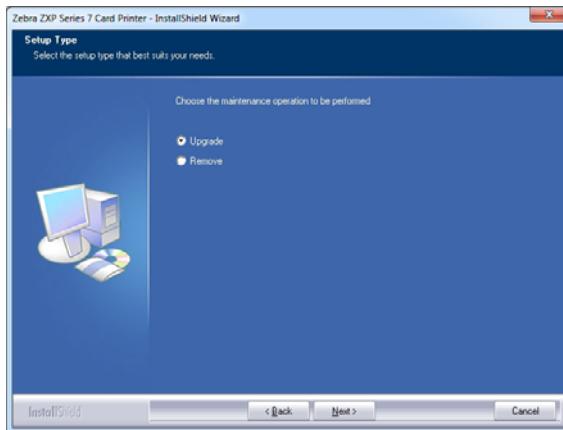 Zebra ZXP Series 7 Card Printer - InstallShield Wizard
Setup Type
Select the setup type that best suits your needs.
Choose the maintenance operation to be performed
Upgrade
Remove
InstallShield
< Back
Next >
Cancel